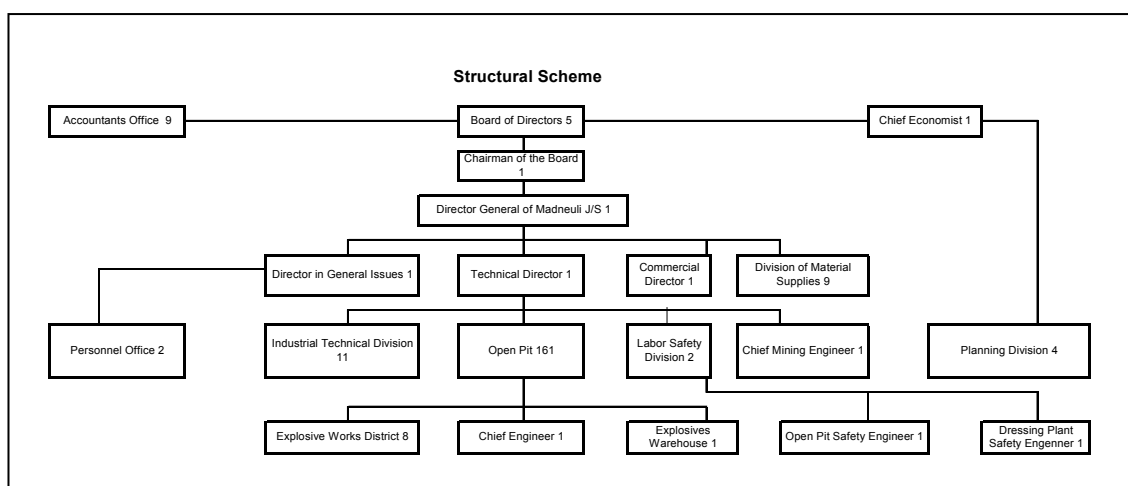 Structural Scheme
Accountants Office 9
Board of Directors 5
Chief Economist 1
Chairman of the Board
1
Director General of Madneuli J/S 1
Director in General Issues 1
Technical Director 1
Commercial
Director 1
Division of Material
Supplies 9
Personnel Office 2
Industrial Technical Division
11
Open Pit 161
Labor Safety
Division 2
Chief Mining Engineer 1
Planning Division 4
Explosive Works District 8
Chief Engineer 1
Explosives
Warehouse 1
Open Pit Safety Engineer 1
Dressing Plant
Safety Engenner 1